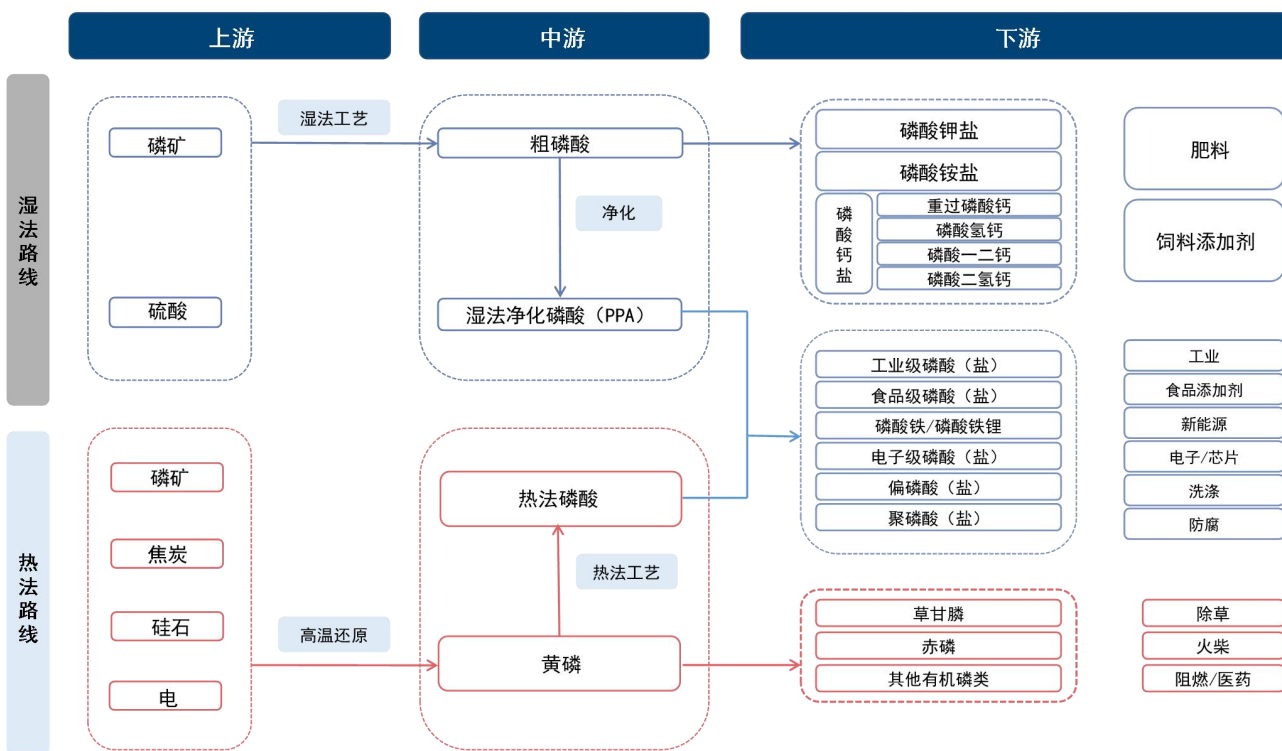 上游
中游
下游
湿法路线
磷矿
硫酸
湿法工艺
粗磷酸
净化
湿法净化磷酸（PPA）
磷酸钾盐
磷酸铵盐
磷酸钙盐
重过磷酸钙
磷酸氢钙
磷酸一二钙
磷酸二氢钙
肥料
饲料添加剂
工业级磷酸（盐）
食品级磷酸（盐）
磷酸铁/磷酸铁锂
电子级磷酸（盐）
偏磷酸（盐）
聚磷酸（盐）
工业
食品添加剂
新能源
电子/芯片
洗涤
防腐
热法路线
磷矿
焦炭
硅石
电
高温还原
热法磷酸
热法工艺
黄磷
草甘膦
赤磷
其他有机磷类
除草
火柴
阻燃/医药